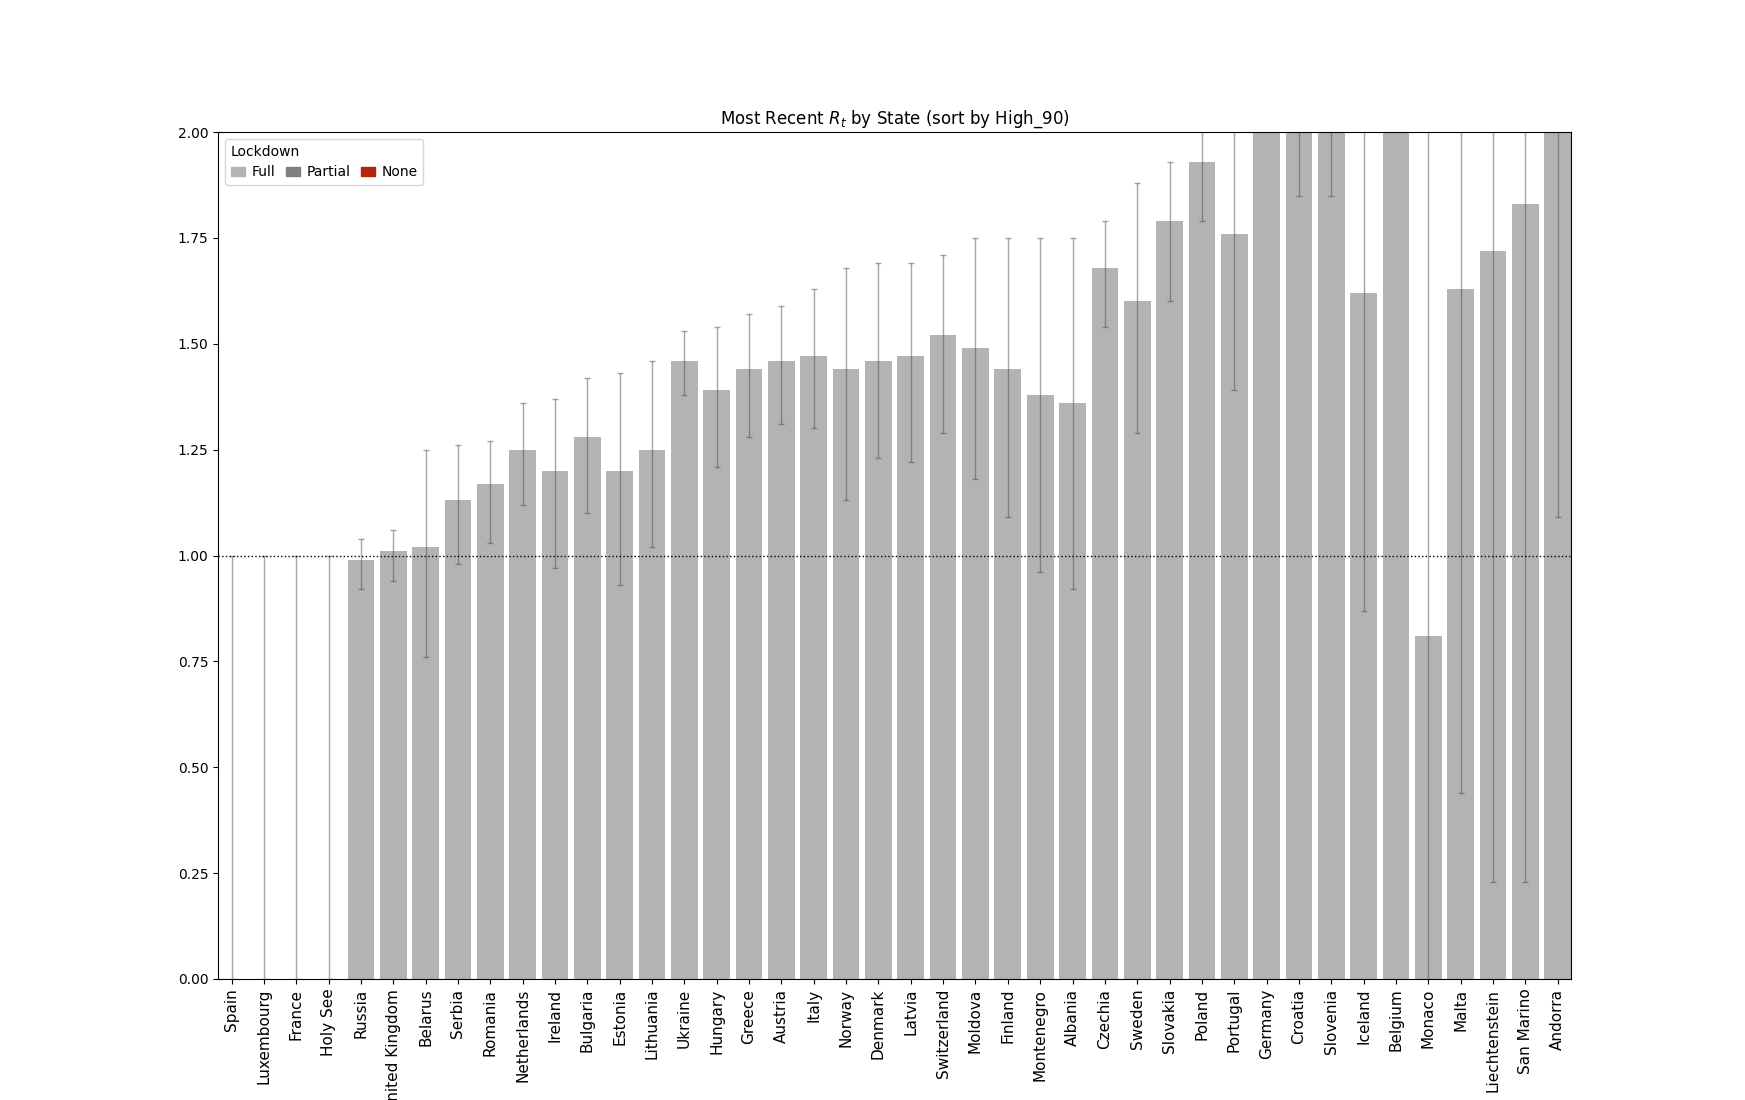 Most Recent R_t by State (sort by High_90)
Lockdown
Full Partial None
2.00
1.75
1.50
1.25
1.00
0.75
0.50
0.25
0.00
Spain
Luxembourg
France
Holy See
Russia
nited Kingdom
Belarus
Serbia
Romania
Netherlands
Ireland
Bulgaria
Estonia
Lithuania
Ukraine
Hungary
Greece
Austria
Italy
Norway
Denmark
Latvia
Switzerland
Moldova
Finland
Montenegro
Albania
Czechia
Sweden
Slovakia
Poland
Portugal
Germany
Croatia
Slovenia
Iceland
Belgium
Monaco
Malta
Liechtenstein
San Marino
Andorra